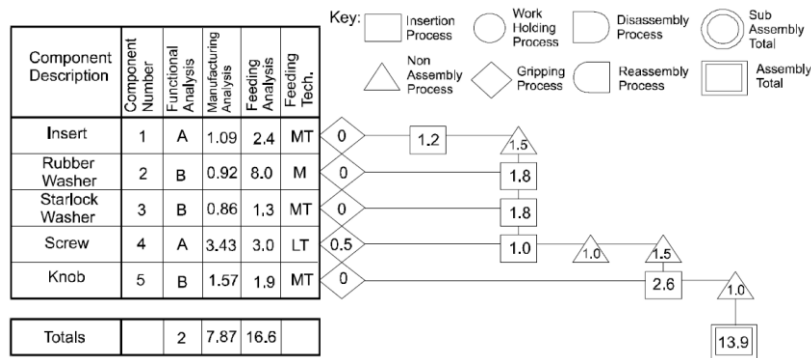 Key:
Insertion
Process
Work
Holding
Process
Disassembly
Process
Sub
Assembly
Total
Non
Assembly
Process
Gripping
Process
Reassembly
Process
Assembly
Total
Component
Description
Component
Number
Functional
Analysis
Manufacturing
Analysis
Feeding
Analysis
Feeding
Tech.
Insert 1 A 1.09 2.4 MT 0 1.2 1.5
Rubber
Washer 2 B 0.92 8.0 M 0 1.8
Starlock
Washer 3 B 0.86 1.3 MT 0 1.8
Screw 4 A 3.43 3.0 LT 0.5 1.0 1.0 1.5
Knob 5 B 1.57 1.9 MT 0 2.6 1.0
Totals 2 7.87 16.6 13.9